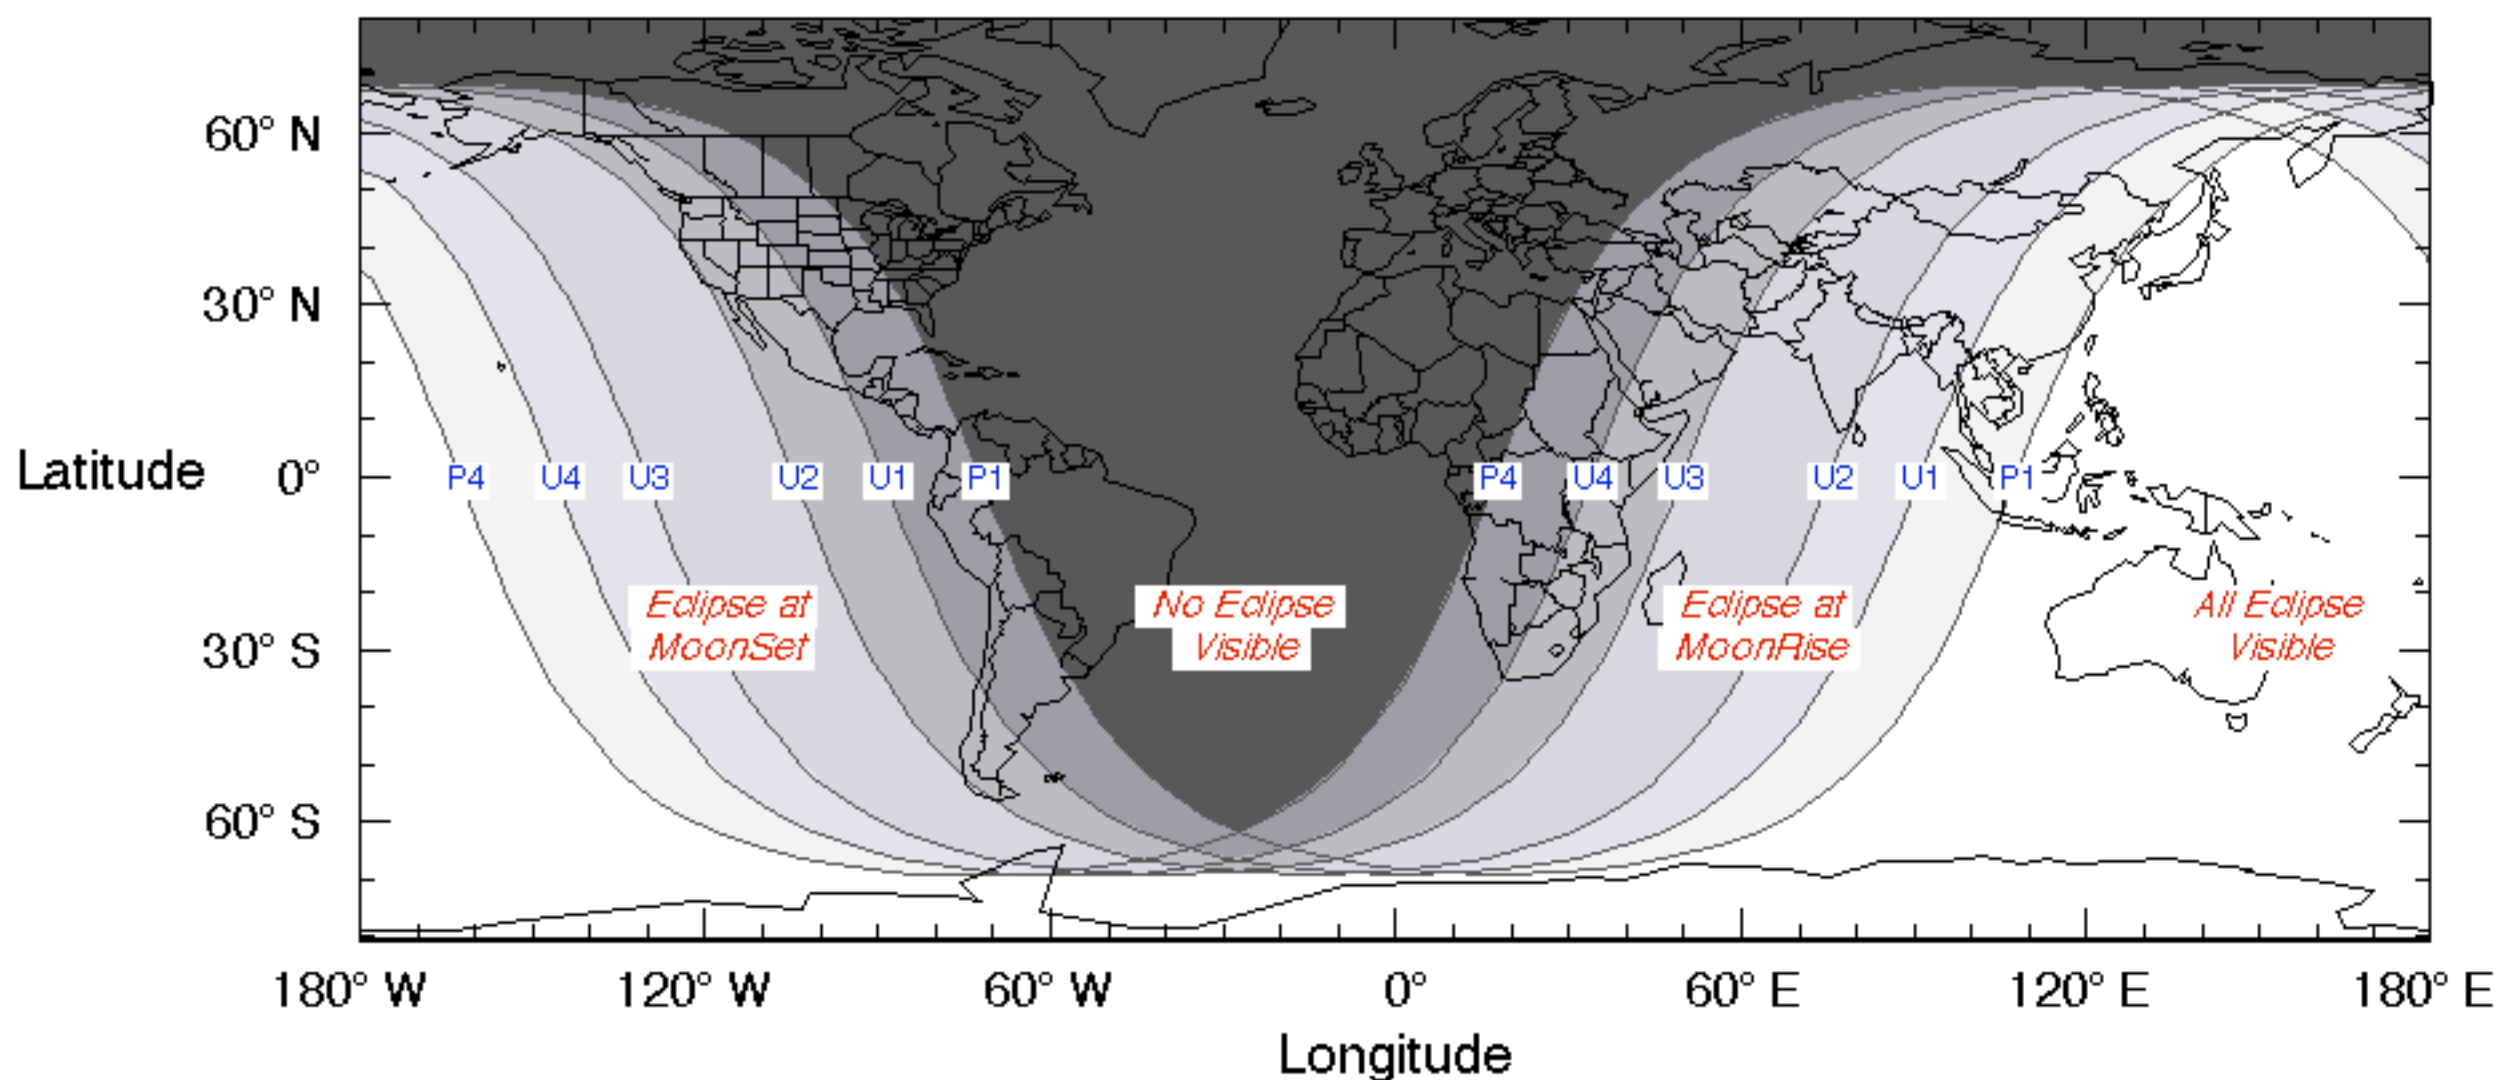 60° N
30° N
Latitude 0°
P4 U4 U3 U2 U1 P1 P4 U4 U3 U2 U1 P1
Eclipse at
MoonSet
No Eclipse
Visible
Eclipse at
MoonRise
All Eclipse
Visible
30° S
60° S
180° W 120° W 60° W 0° 60° E 120° E 180° E
Longitude